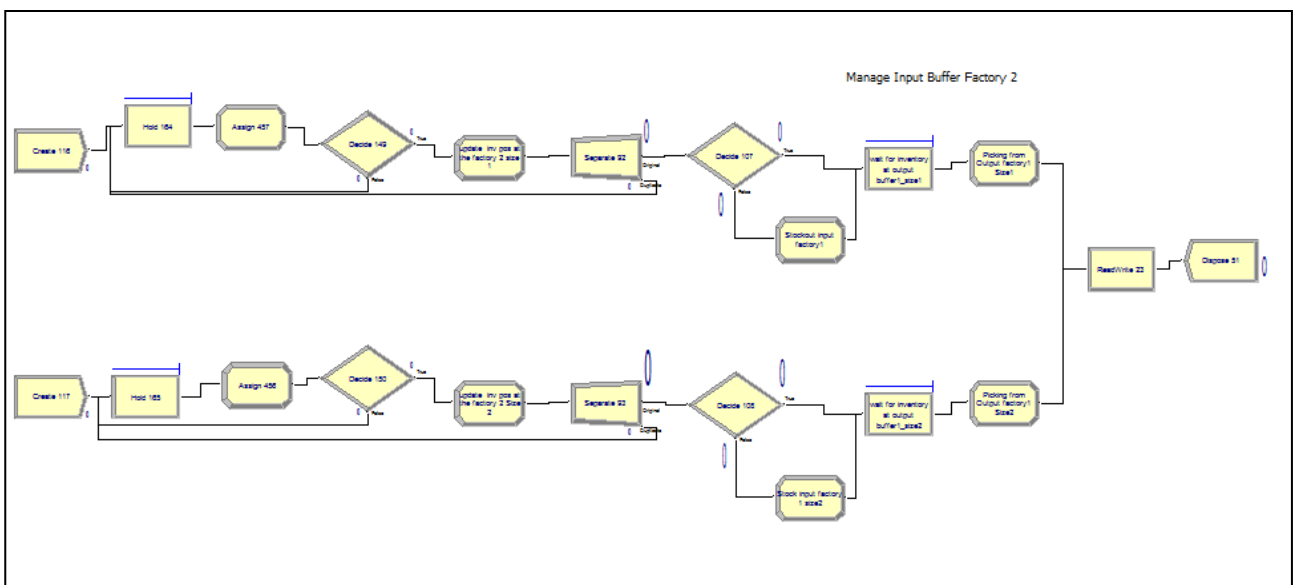 Manage Input Buffer Factory 2
Create 116
Hold 164
Assign 457
Decide 149
True
False
update inv pos at
the factory 2 size
1
Separate 92
Original
Duplicate
Decide 107
True
False
Stockout input
factory1
wait for inventory
at output
buffer1_size1
Picking from
Output factory1
Size1
ReadWrite 23
Dispose 51
Create 117
Hold 165
Assign 456
Decide 150
True
False
update inv pos at
the factory 2 Size
2
Separate 93
Original
Duplicate
Decide 108
True
False
Stock input factory
1 size2
wait for inventory
at output
buffer1_size2
Picking from
Output factory1
Size2